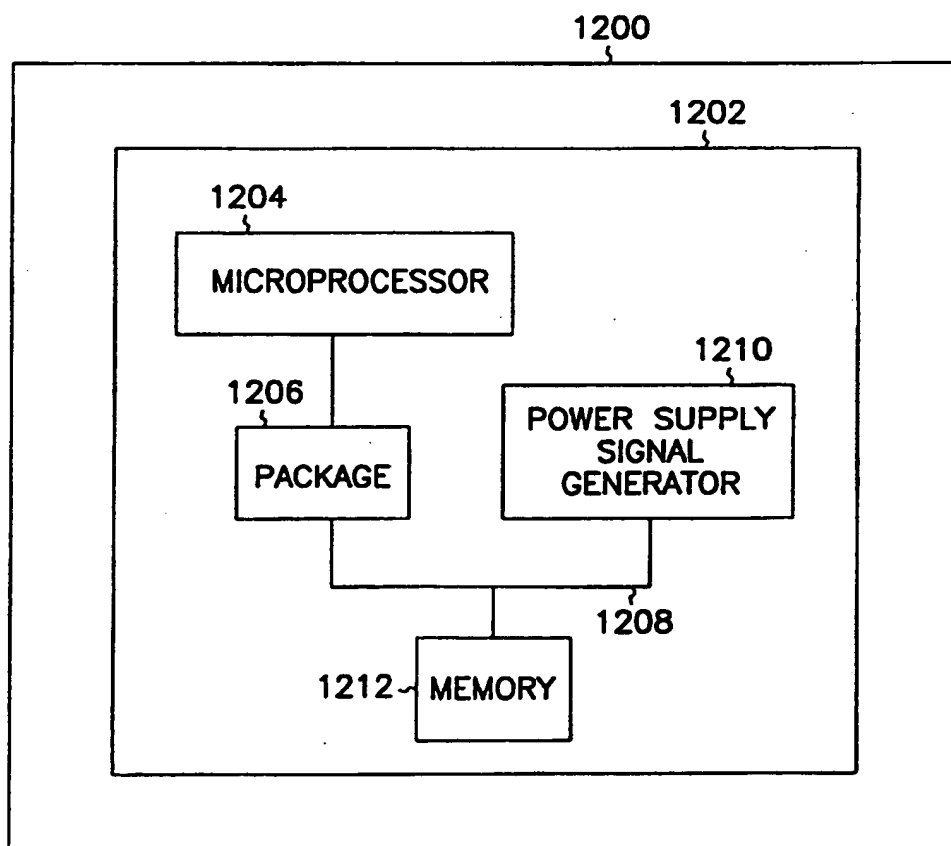 1200
1202
1204
MICROPROCESSOR
1210
1206
POWER SUPPLY
SIGNAL
GENERATOR
PACKAGE
1208
1212
MEMORY